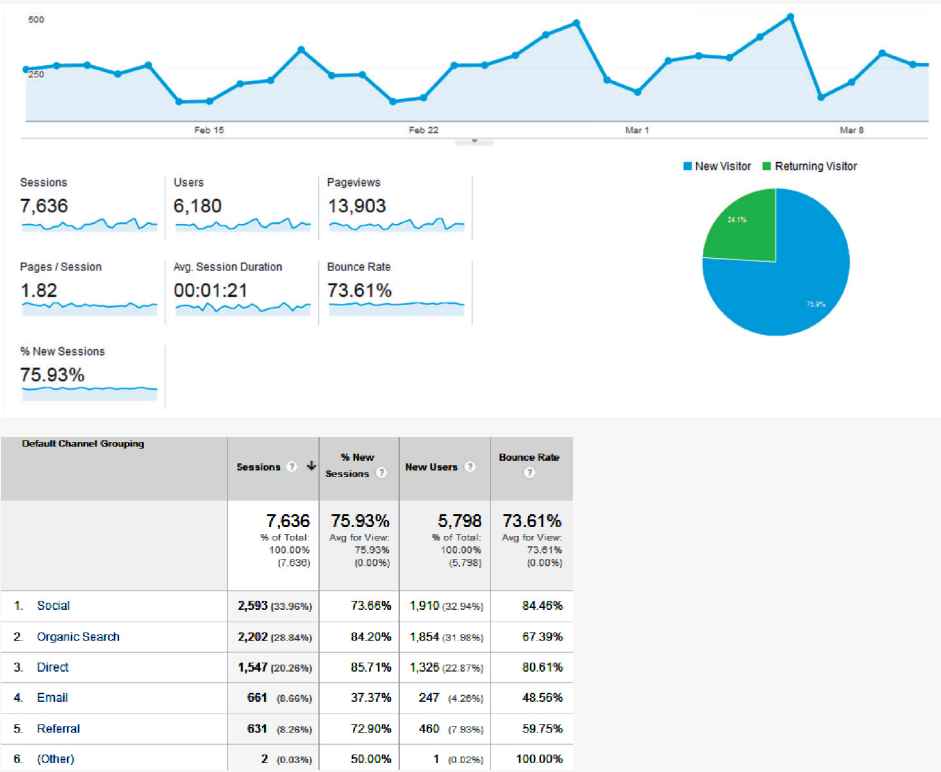 500
250
Feb 15
Feb 22
Mar 1
Mar 8
New Visitor Returning Visitor
24.1%
75.9%
Sessions
7,636
Users
6,180
Pageviews
13,903
Pages / Session
1.82
Avg. Session Duration
00:01:21
Bounce Rate
73.61%
% New Sessions
75.93%
Default Channel Grouping
Sessions ?
% New
Sessions ?
New Users ?
Bounce Rate
?
7,636
% of Total:
100.00%
(7,636)
75.93%
Avg for View:
75.93%
(0.00%)
5,798
% of Total:
100.00%
(5,798)
73.61%
Avg for View:
73.61%
(0.00%)
1. Social 2,593 (33.96%) 73.66% 1,910 (32.94%) 84.46%
2. Organic Search 2,202 (28.84%) 84.20% 1,854 (31.98%) 67.39%
3. Direct 1,547 (20.26%) 85.71% 1,326 (22.87%) 80.61%
4. Email 661 (8.66%) 37.37% 247 (4.26%) 48.56%
5. Referral 631 (8.26%) 72.90% 460 (7.93%) 59.75%
6. (Other) 2 (0.03%) 50.00% 1 (0.02%) 100.00%